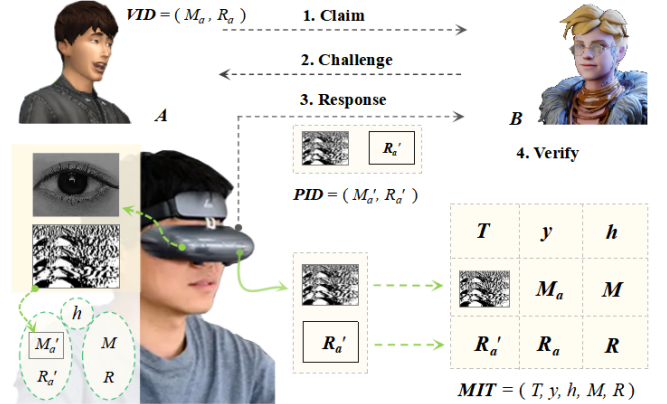 VID = ( Ma , Ra )
1. Claim
2. Challenge
3. Response
A
B
4. Verify
Ra′
PID = ( Ma′, Ra′ )
T y h
Ma M
Ra′ Ra R
MIT = ( T, y, h, M, R )
Ra′
h
Ma′ M
Ra′ R